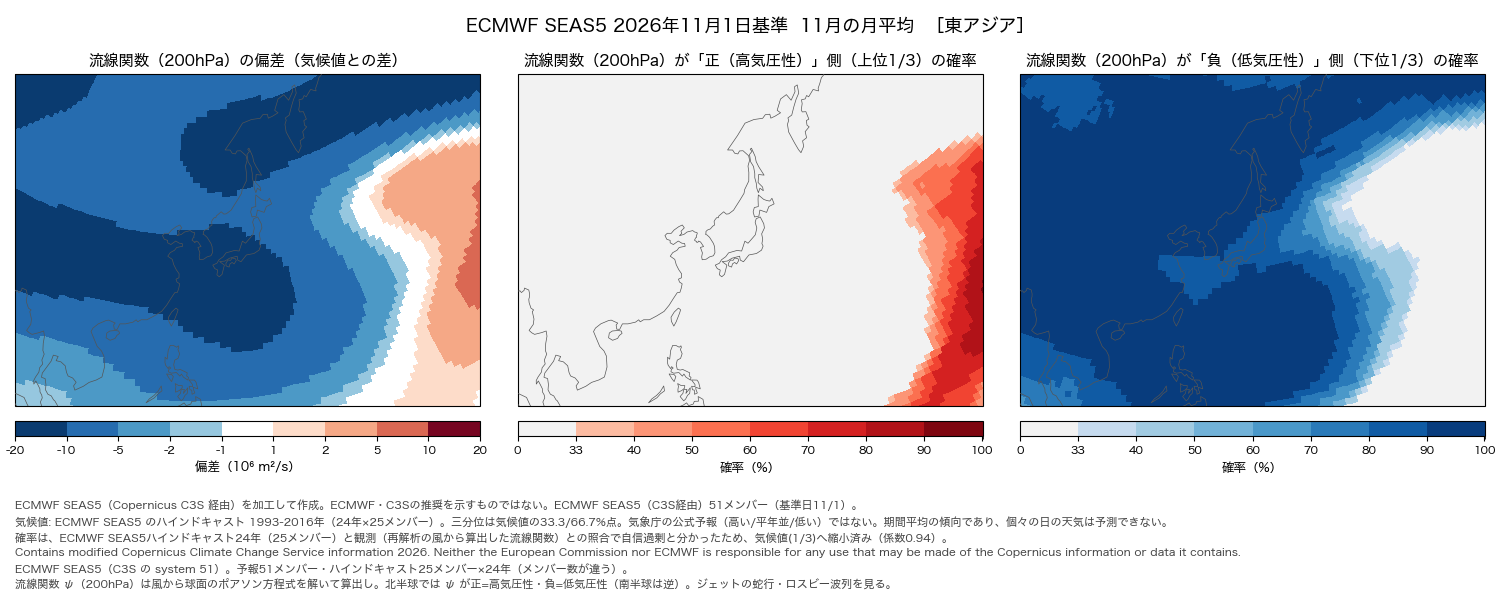 ECMWF SEAS5 2026年11月1日基準  11月の月平均　［東アジア］
流線関数（200hPa）の偏差（気候値との差）
流線関数（200hPa）が「正（高気圧性）」側（上位1/3）の確率
流線関数（200hPa）が「負（低気圧性）」側（下位1/3）の確率
-20 -10 -5 -2 -1 1 2 5 10 20
偏差（10⁶ m²/s）
0 33 40 50 60 70 80 90 100
確率（%）
0 33 40 50 60 70 80 90 100
確率（%）
ECMWF SEAS5（Copernicus C3S 経由）を加工して作成。ECMWF・C3Sの推奨を示すものではない。ECMWF SEAS5（C3S経由）51メンバー（基準日11/1）。
気候値: ECMWF SEAS5 のハインドキャスト 1993-2016年（24年×25メンバー）。三分位は気候値の33.3/66.7%点。気象庁の公式予報（高い/平年並/低い）ではない。期間平均の傾向であり、個々の日の天気は予測できない。
確率は、ECMWF SEAS5ハインドキャスト24年（25メンバー）と観測（再解析の風から算出した流線関数）との照合で自信過剰と分かったため、気候値(1/3)へ縮小済み（係数0.94）。
Contains modified Copernicus Climate Change Service information 2026. Neither the European Commission nor ECMWF is responsible for any use that may be made of the Copernicus information or data it contains.
ECMWF SEAS5（C3S の system 51）。予報51メンバー・ハインドキャスト25メンバー×24年（メンバー数が違う）。
流線関数 ψ（200hPa）は風から球面のポアソン方程式を解いて算出し。北半球では ψ が正=高気圧性・負=低気圧性（南半球は逆）。ジェットの蛇行・ロスビー波列を見る。